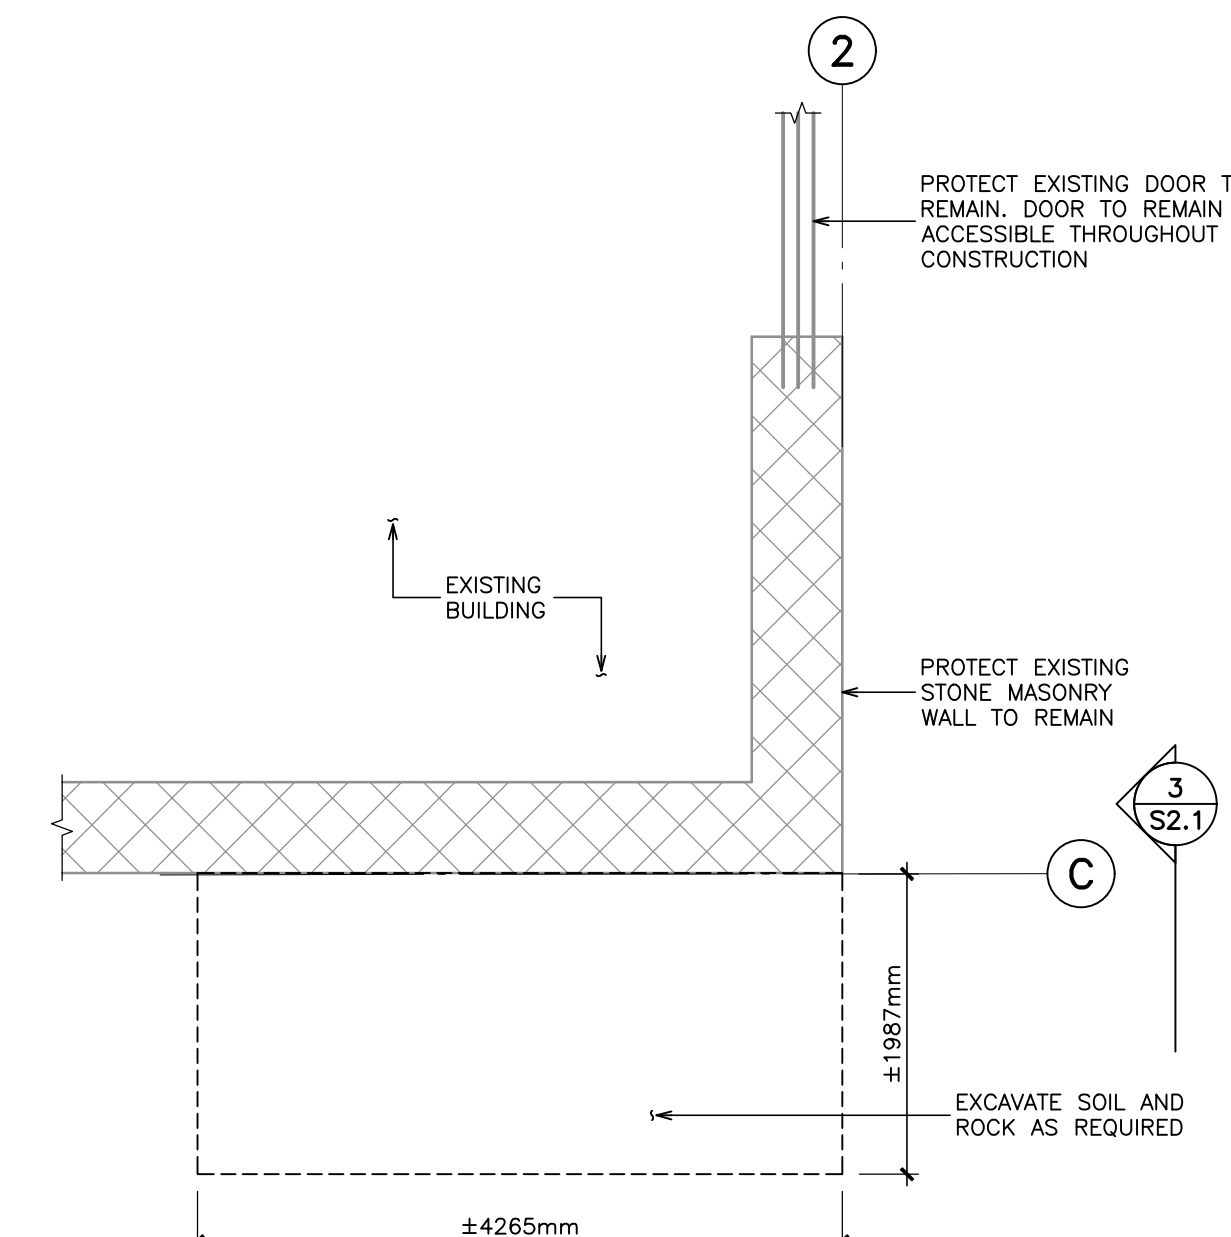 2
PROTECT EXISTING DOOR T
REMAIN. DOOR TO REMAIN
ACCESSIBLE THROUGHOUT
CONSTRUCTION
EXISTING
BUILDING
PROTECT EXISTING
STONE MASONRY
WALL TO REMAIN
3
S2.1
C
±1987mm
EXCAVATE SOIL AND
ROCK AS REQUIRED
±4265mm